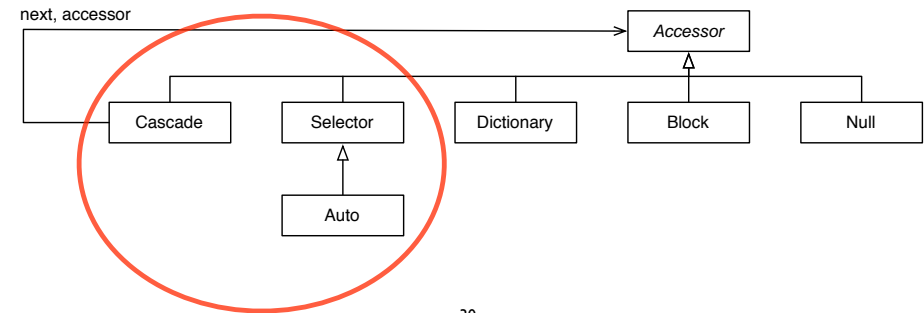 next, accessor
Accessor
Cascade
Selector
Dictionary
Block
Null
Auto